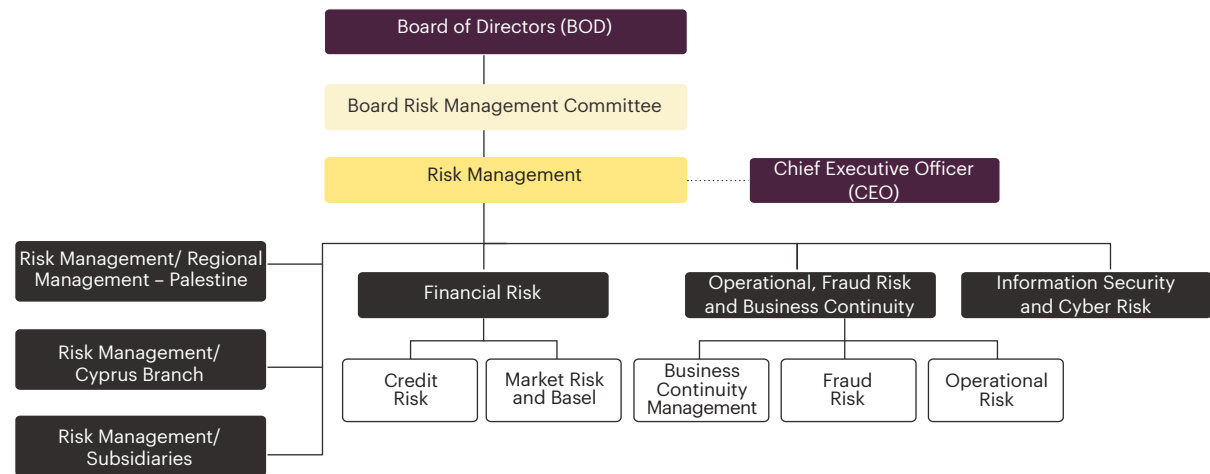 Board of Directors (BOD)
Board Risk Management Committee
Risk Management
Chief Executive Officer
(CEO)
Risk Management/ Regional
Management – Palestine
Financial Risk
Operational, Fraud Risk
and Business Continuity
Information Security
and Cyber Risk
Risk Management/
Cyprus Branch
Credit
Risk
Market Risk
and Basel
Business
Continuity
Management
Fraud
Risk
Operational
Risk
Risk Management/
Subsidiaries